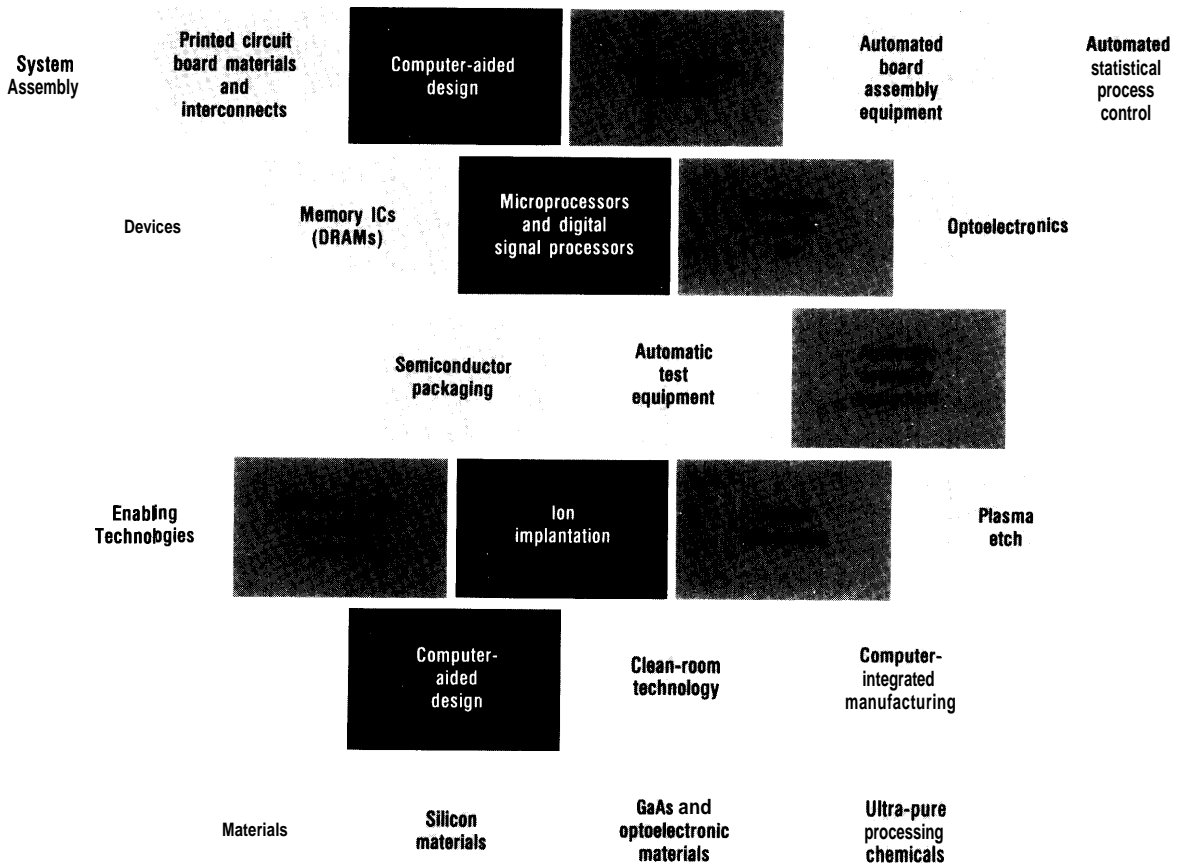 System
Assembly
Printed circuit
board materials
and
interconnects
Computer-aided
design
Automated
board
assembly
equipment
Automated
statistical
process
control
Devices
Memory ICs
(DRAMs)
Microprocessors
and digital
signal processors
Optoelectronics
Semiconductor
packaging
Automatic
test
equipment
Enabling
Technologies
Ion
implantation
Plasma
etch
Computer-
aided
design
Clean-room
technology
Computer-
integrated
manufacturing
Materials
Silicon
materials
GaAs and
optoelectronic
materials
Ultra-pure
processing
chemicals